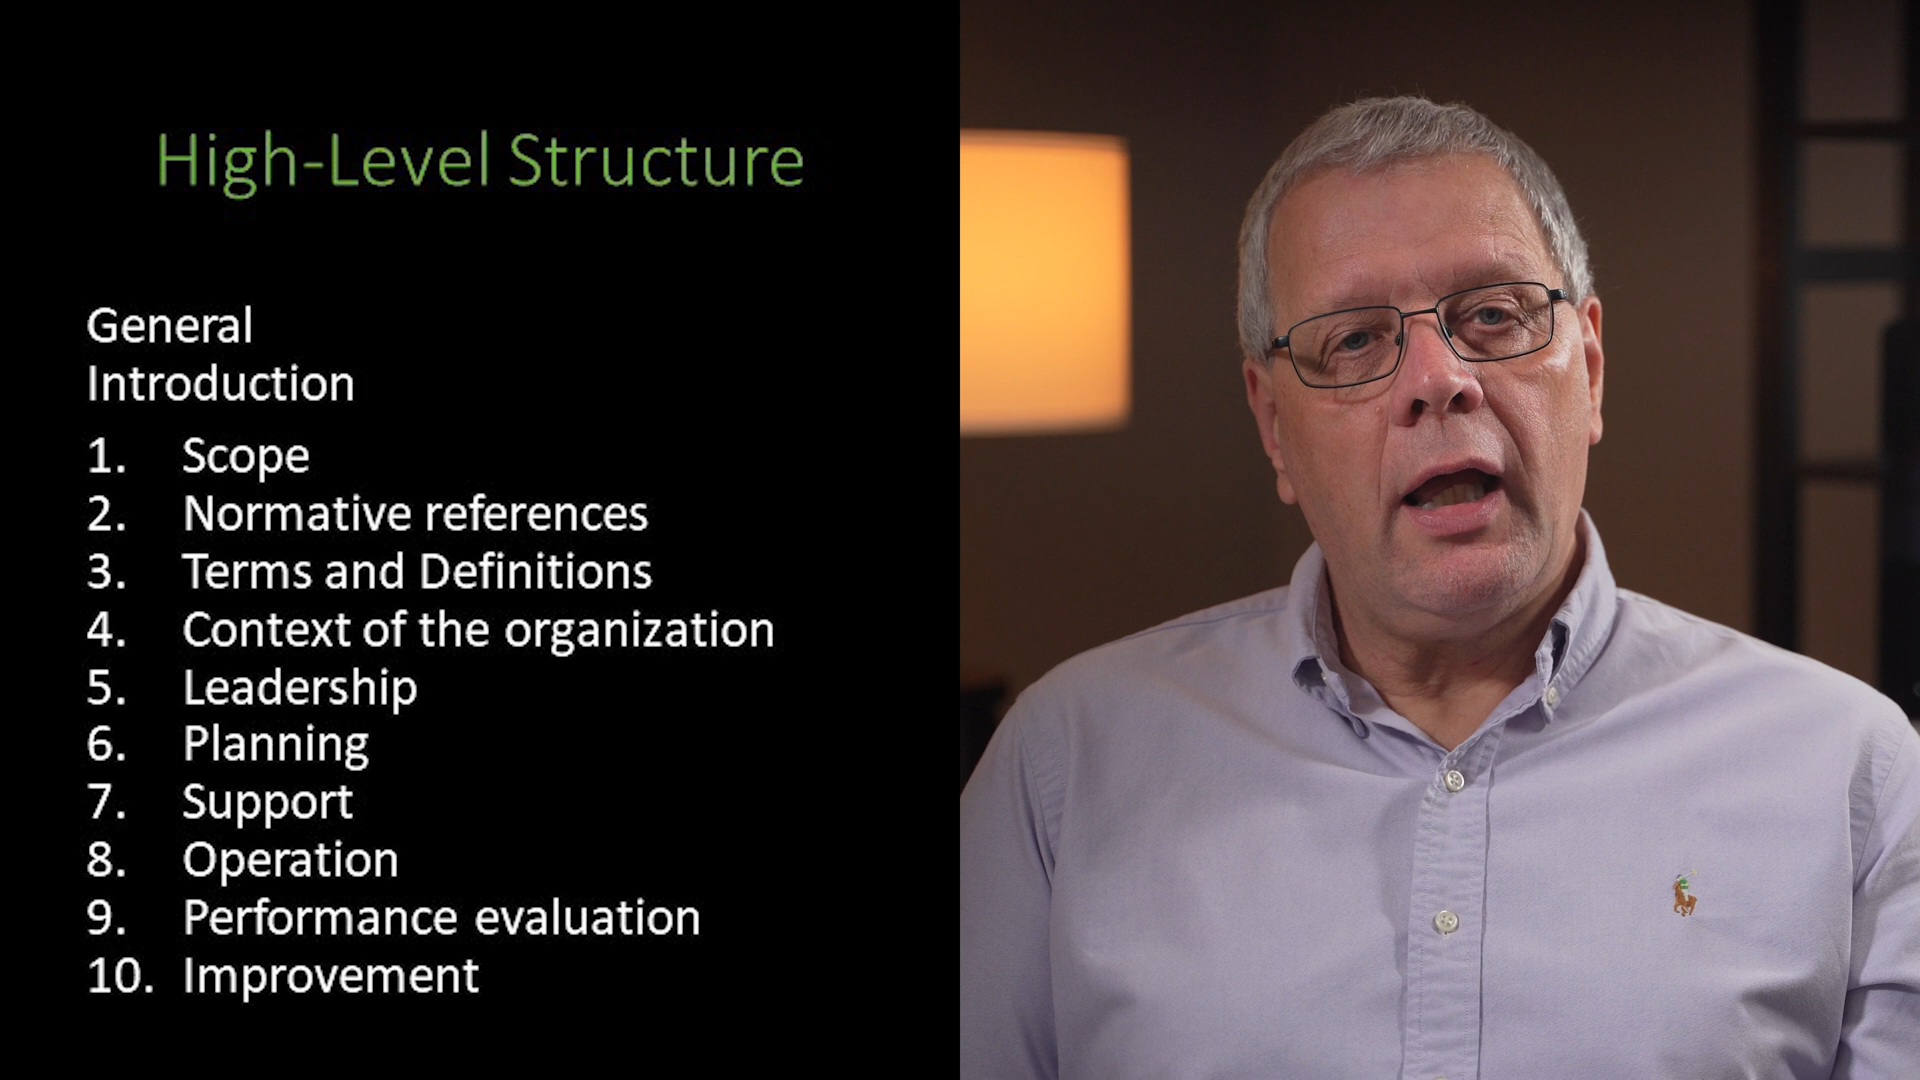 High-Level Structure
General
Introduction
1. Scope
2. Normative references
3. Terms and Definitions
4. Context of the organization
5. Leadership
6. Planning
7. Support
8. Operation
9. Performance evaluation
10. Improvement